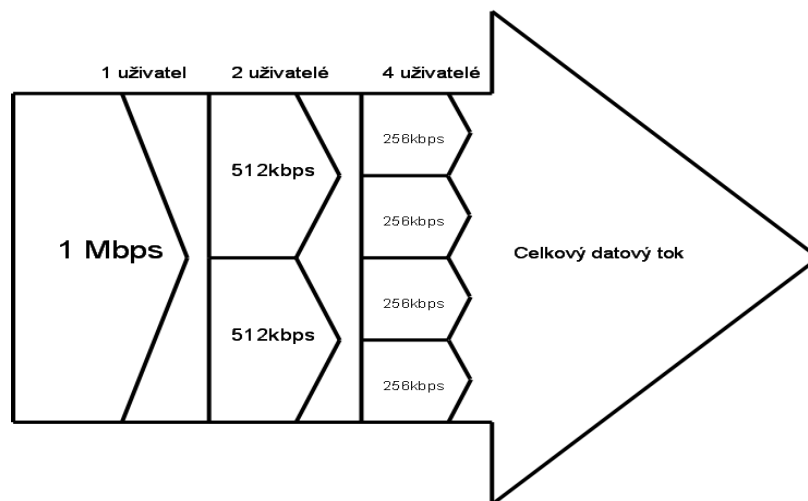 1 uživatel
2 uživatelé
4 uživatelé
1 Mbps
512kbps
512kbps
256kbps
256kbps
256kbps
256kbps
Celkový datový tok